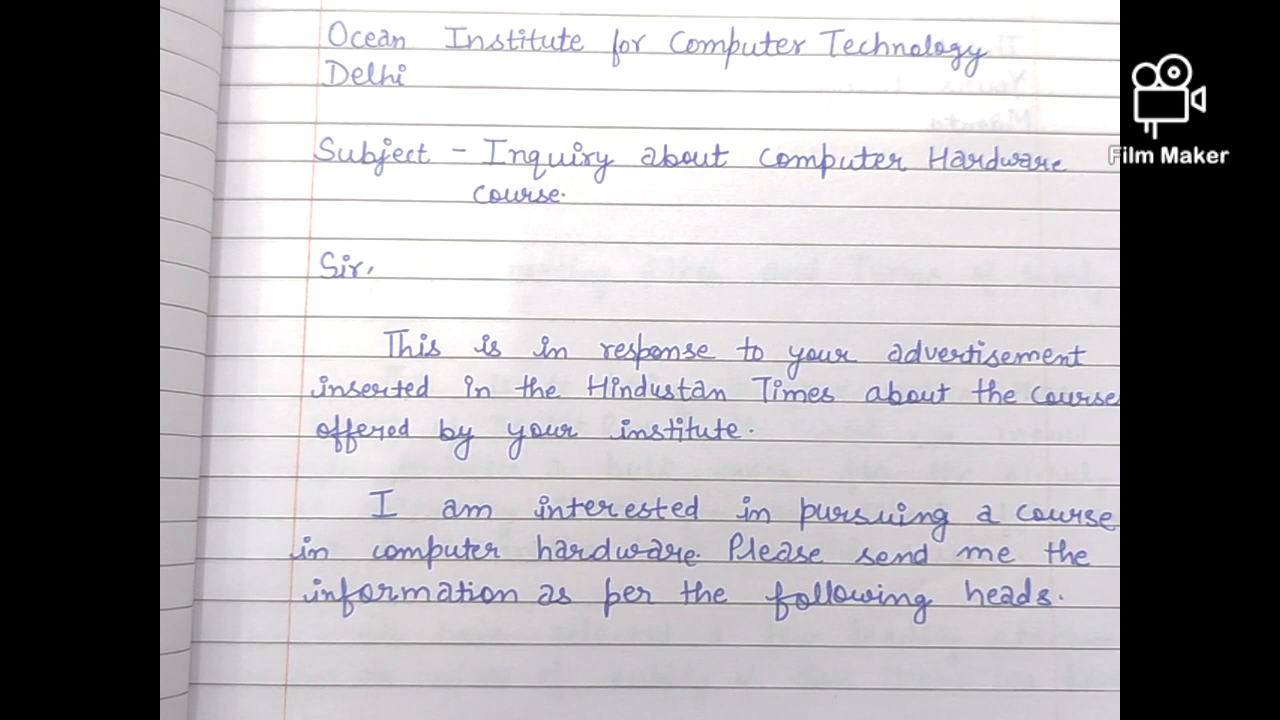 Ocean Institute for Computer Technology
Delhi
Subject - Inquiry about Computer Hardware
course.
Sir,
This is in response to your advertisement
inserted in the Hindustan Times about the course
offered by your institute.
I am interested in pursuing a course
in computer hardware. Please send me the
information as per the following heads.
Film Maker